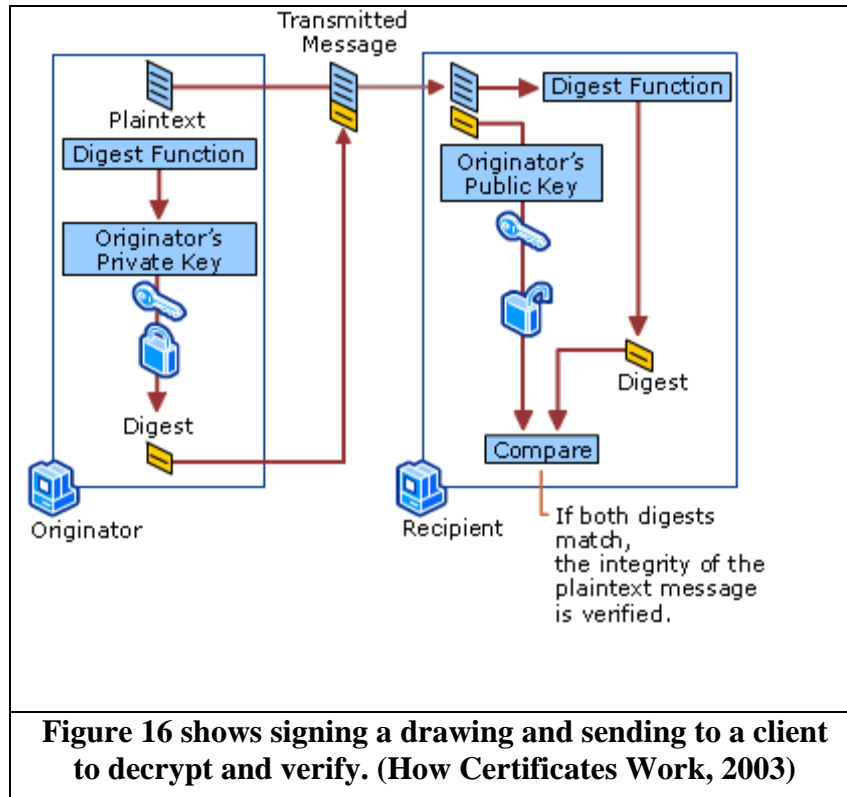 Transmitted
Message
Plaintext
Digest Function
Digest Function
Originator's
Private Key
Originator's
Public Key
Digest
Digest
Compare
Originator
Recipient
If both digests
match,
the integrity of the
plaintext message
is verified.
Figure 16 shows signing a drawing and sending to a client
to decrypt and verify. (How Certificates Work, 2003)